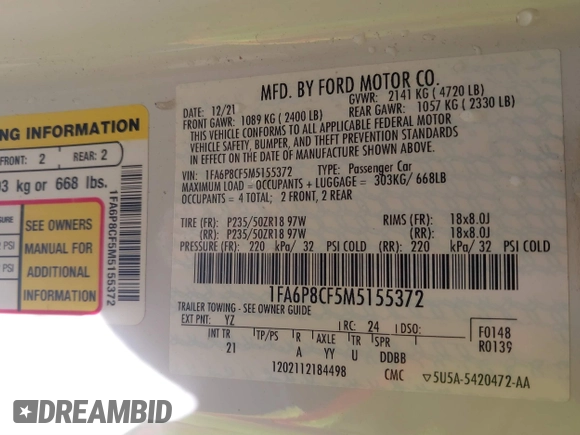 NG INFORMATION
FRONT: 2 REAR: 2
03 kg or 668 lbs.
SEE OWNERS
MANUAL FOR
ADDITIONAL
INFORMATION
1FA6P8CF5M5155372
MFD. BY FORD MOTOR CO.
12/21 GVWR: 2141 KG ( 4720 LB)
FRONT GAWR: 1089 KG ( 2400 LB) REAR GAWR: 1057 KG ( 2330 LB)
THIS VEHICLE CONFORMS TO ALL APPLICABLE FEDERAL MOTOR
VEHICLE SAFETY, BUMPER, AND THEFT PREVENTION STANDARDS
IN EFFECT ON THE DATE OF MANUFACTURE SHOWN ABOVE.
VIN: 1FA6P8CF5M5155372 TYPE: Passenger Car
MAXIMUM LOAD = OCCUPANTS + LUGGAGE = 303KG/ 668LB
OCCUPANTS = 4 TOTAL; 2 FRONT, 2 REAR
TIRE (FR): P235/50ZR18 97W RIMS (FR): 18x8.0J
(RR): P235/50ZR18 97W (RR): 18x8.0J
PRESSURE (FR): 220 kPa/ 32 PSI COLD (RR): 220 kPa/ 32 PSI COLD
1FA6P8CF5M5155372
TRAILER TOWING - SEE OWNER GUIDE
EXT PNT: YZ RC: 24 DSO: F0148
INT TR TP/PS R AXLE TR SPR R0139
21 A YY U DDBB
1202112184498 CMC ▽5U5A-5420472-AA
DREAMBID